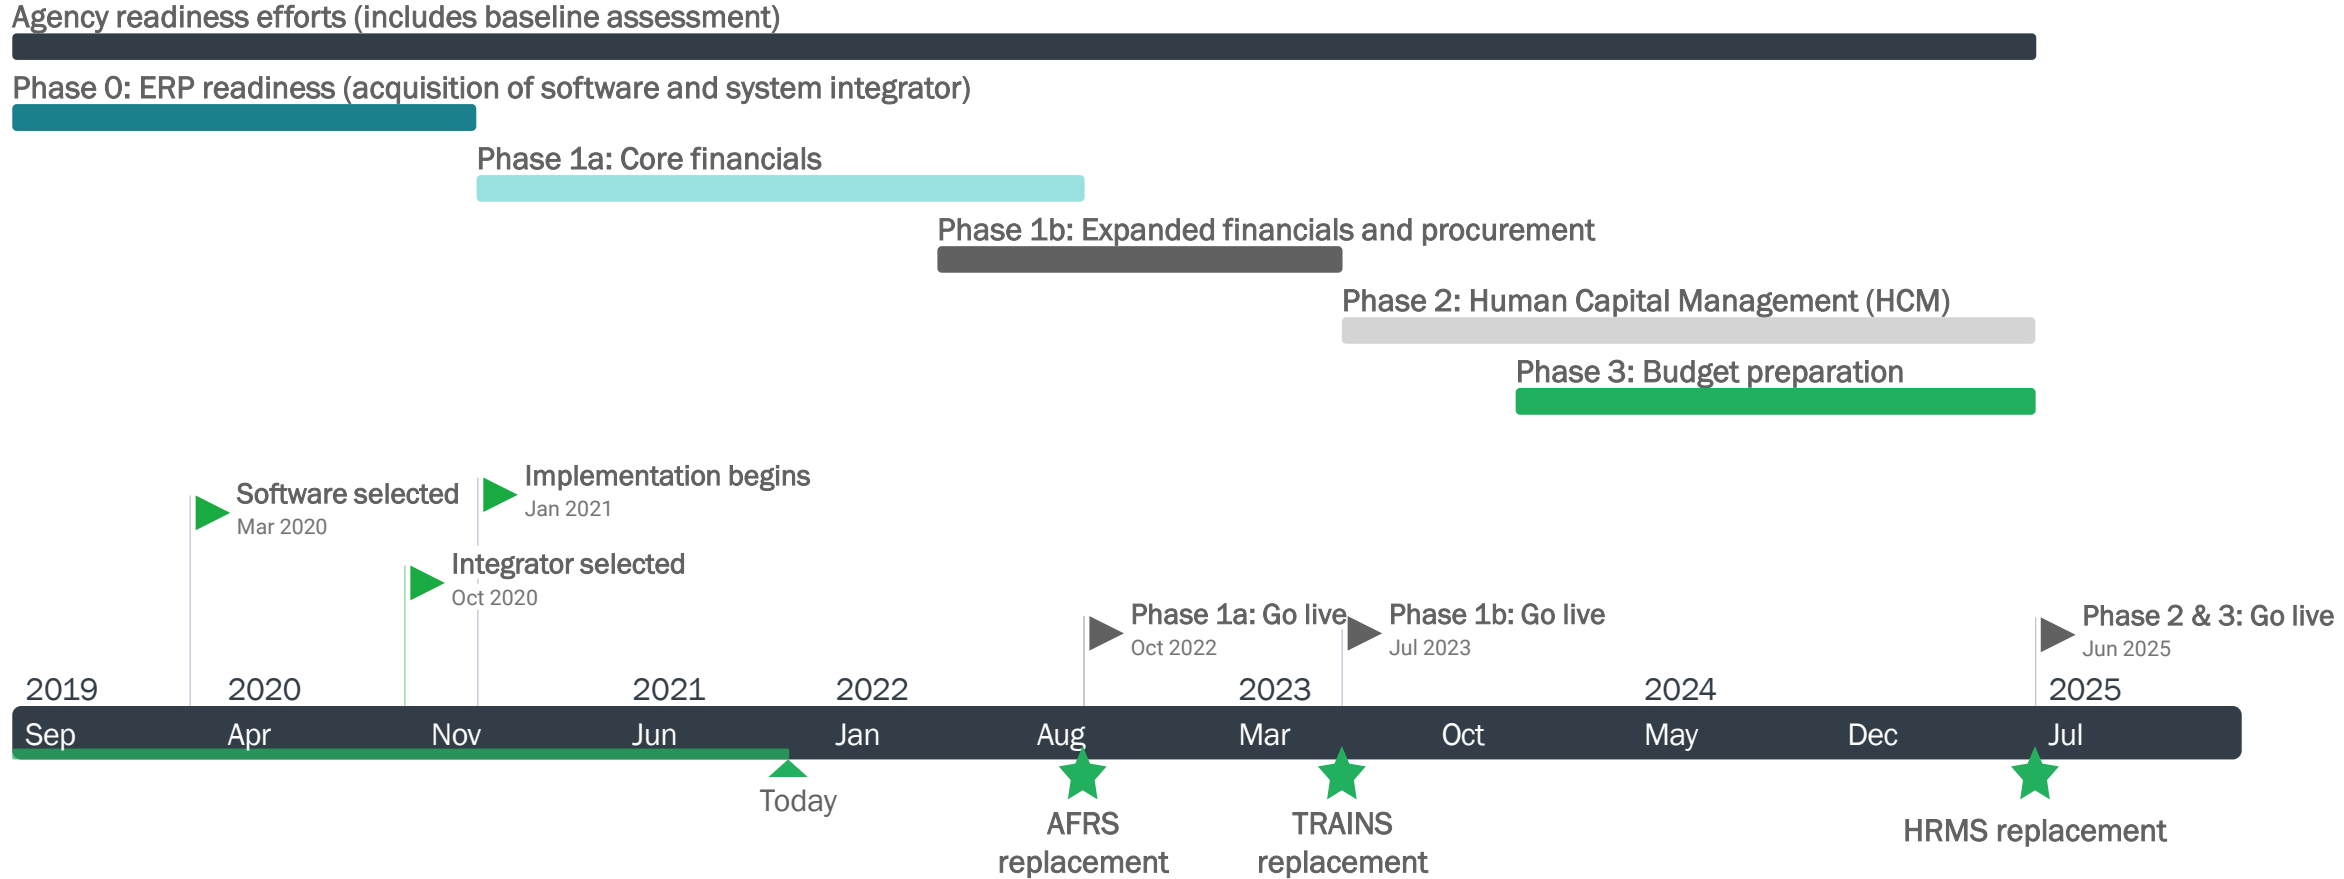 Agency readiness efforts (includes baseline assessment)
Phase 0: ERP readiness (acquisition of software and system integrator)
Phase 1a: Core financials
Phase 1b: Expanded financials and procurement
Phase 2: Human Capital Management (HCM)
Phase 3: Budget preparation
Implementation begins
Jan 2021
Software selected
Mar 2020
Integrator selected
Oct 2020
Phase 1a: Go live
Oct 2022
Phase 1b: Go live
Jul 2023
Phase 2 & 3: Go live
Jun 2025
2019 2020 2021 2022 2023 2024 2025
Sep Apr Nov Jun Jan Aug Mar Oct May Dec Jul
Today
AFRS
replacement
TRAINS
replacement
HRMS replacement